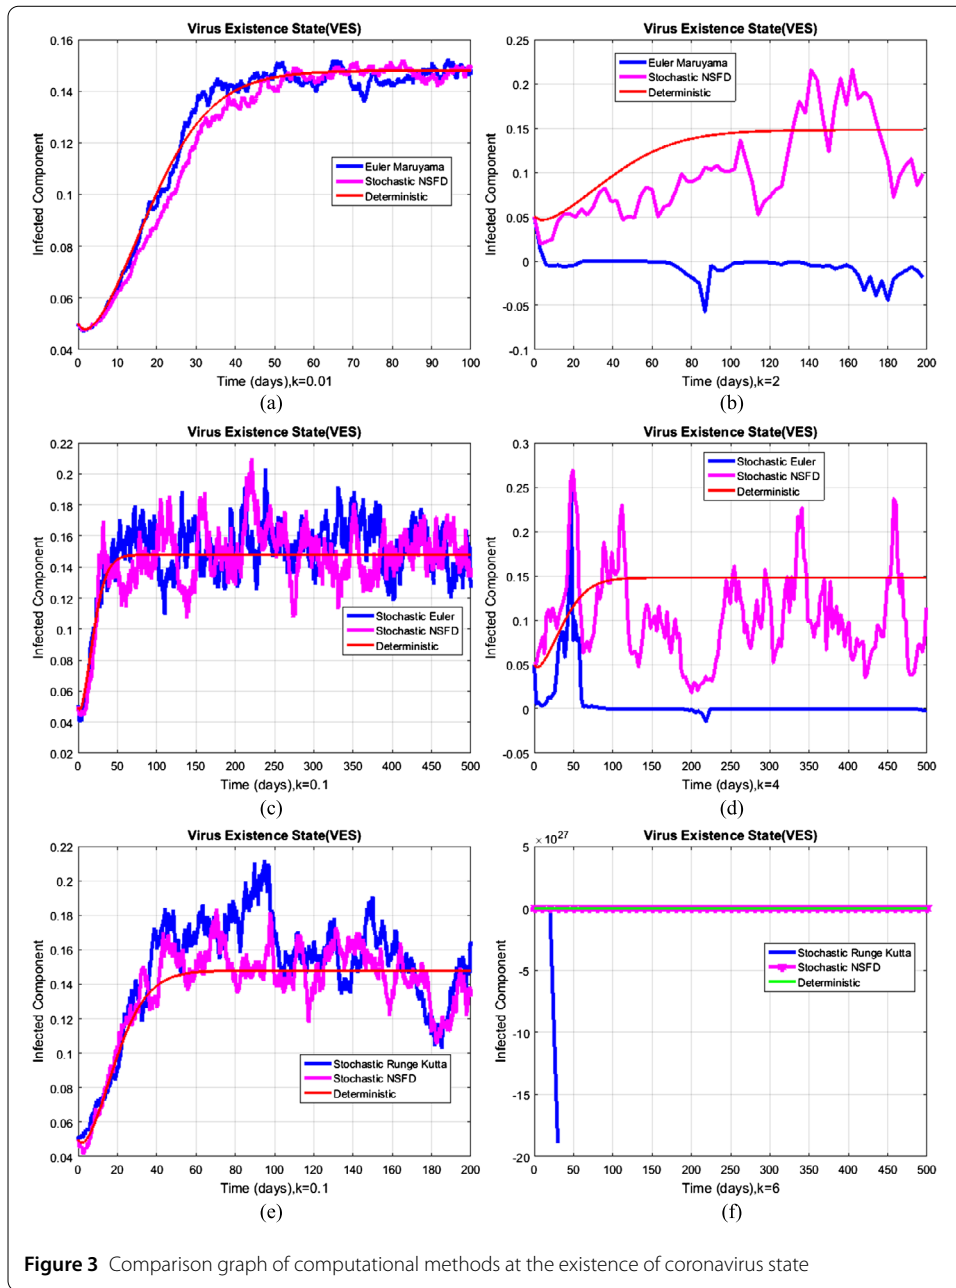 Virus Existence State(VES)
0.16
0.14
0.12
0.1
0.08
0.06
0.04
Infected Component
Euler Maruyama
Stochastic NSFD
Deterministic
0 10 20 30 40 50 60 70 80 90 100
Time (days),k=0.01
(a)
Virus Existence State(VES)
0.25
0.2
0.15
0.1
0.05
0
-0.05
-0.1
Infected Component
Euler Maruyama
Stochastic NSFD
Deterministic
0 20 40 60 80 100 120 140 160 180 200
Time (days),k=2
(b)
Virus Existence State(VES)
0.22
0.2
0.18
0.16
0.14
0.12
0.1
0.08
0.06
0.04
0.02
Infected Component
Stochastic Euler
Stochastic NSFD
Deterministic
0 50 100 150 200 250 300 350 400 450 500
Time (days),k=0.1
(c)
Virus Existence State(VES)
0.3
0.25
0.2
0.15
0.1
0.05
0
-0.05
Infected Component
Stochastic Euler
Stochastic NSFD
Deterministic
0 50 100 150 200 250 300 350 400 450 500
Time (days),k=4
(d)
Virus Existence State(VES)
0.22
0.2
0.18
0.16
0.14
0.12
0.1
0.08
0.06
0.04
Infected Component
Stochastic Runge Kutta
Stochastic NSFD
Deterministic
0 20 40 60 80 100 120 140 160 180 200
Time (days),k=0.1
(e)
Virus Existence State(VES)
× 10^27
5
0
-5
-10
-15
-20
Infected Component
Stochastic Runge Kutta
Stochastic NSFD
Deterministic
0 50 100 150 200 250 300 350 400 450 500
Time (days),k=6
(f)
Figure 3 Comparison graph of computational methods at the existence of coronavirus state